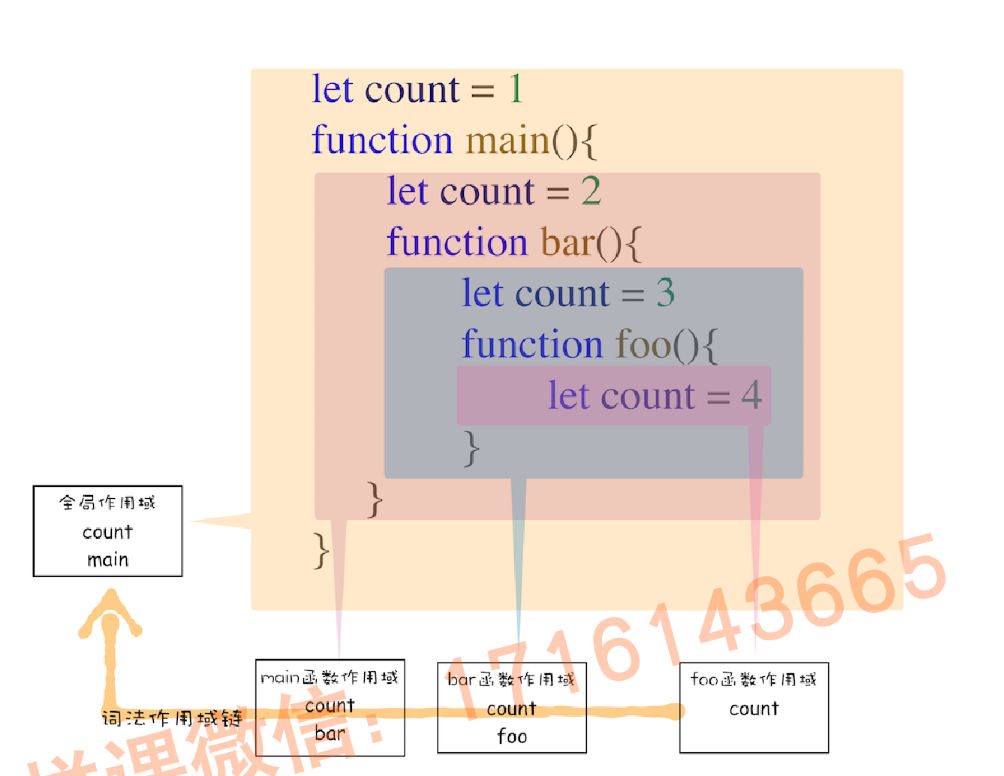 let count = 1
function main(){
let count = 2
function bar(){
let count = 3
function foo(){
let count = 4
}
}
}
全局作用域
count
main
main函数作用域
count
bar
bar函数作用域
count
foo
foo函数作用域
count
词法作用域链
课微信：1716143665